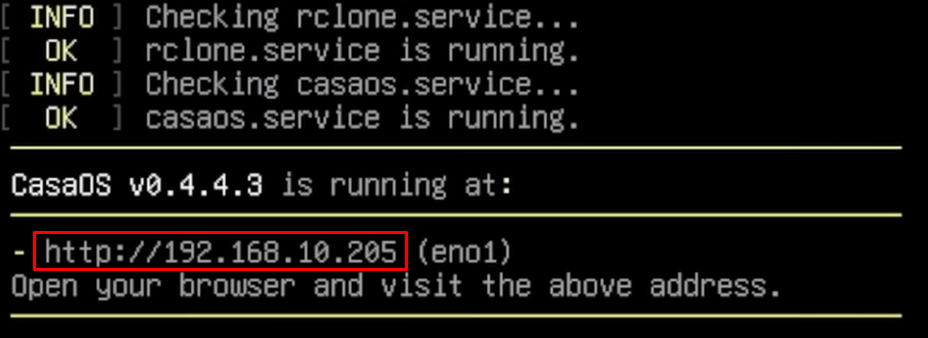 [ INFO ] Checking rclone.service...
[ OK ] rclone.service is running.
[ INFO ] Checking casaos.service...
[ OK ] casaos.service is running.
CasaOS v0.4.4.3 is running at:
- http://192.168.10.205 (eno1)
Open your browser and visit the above address.